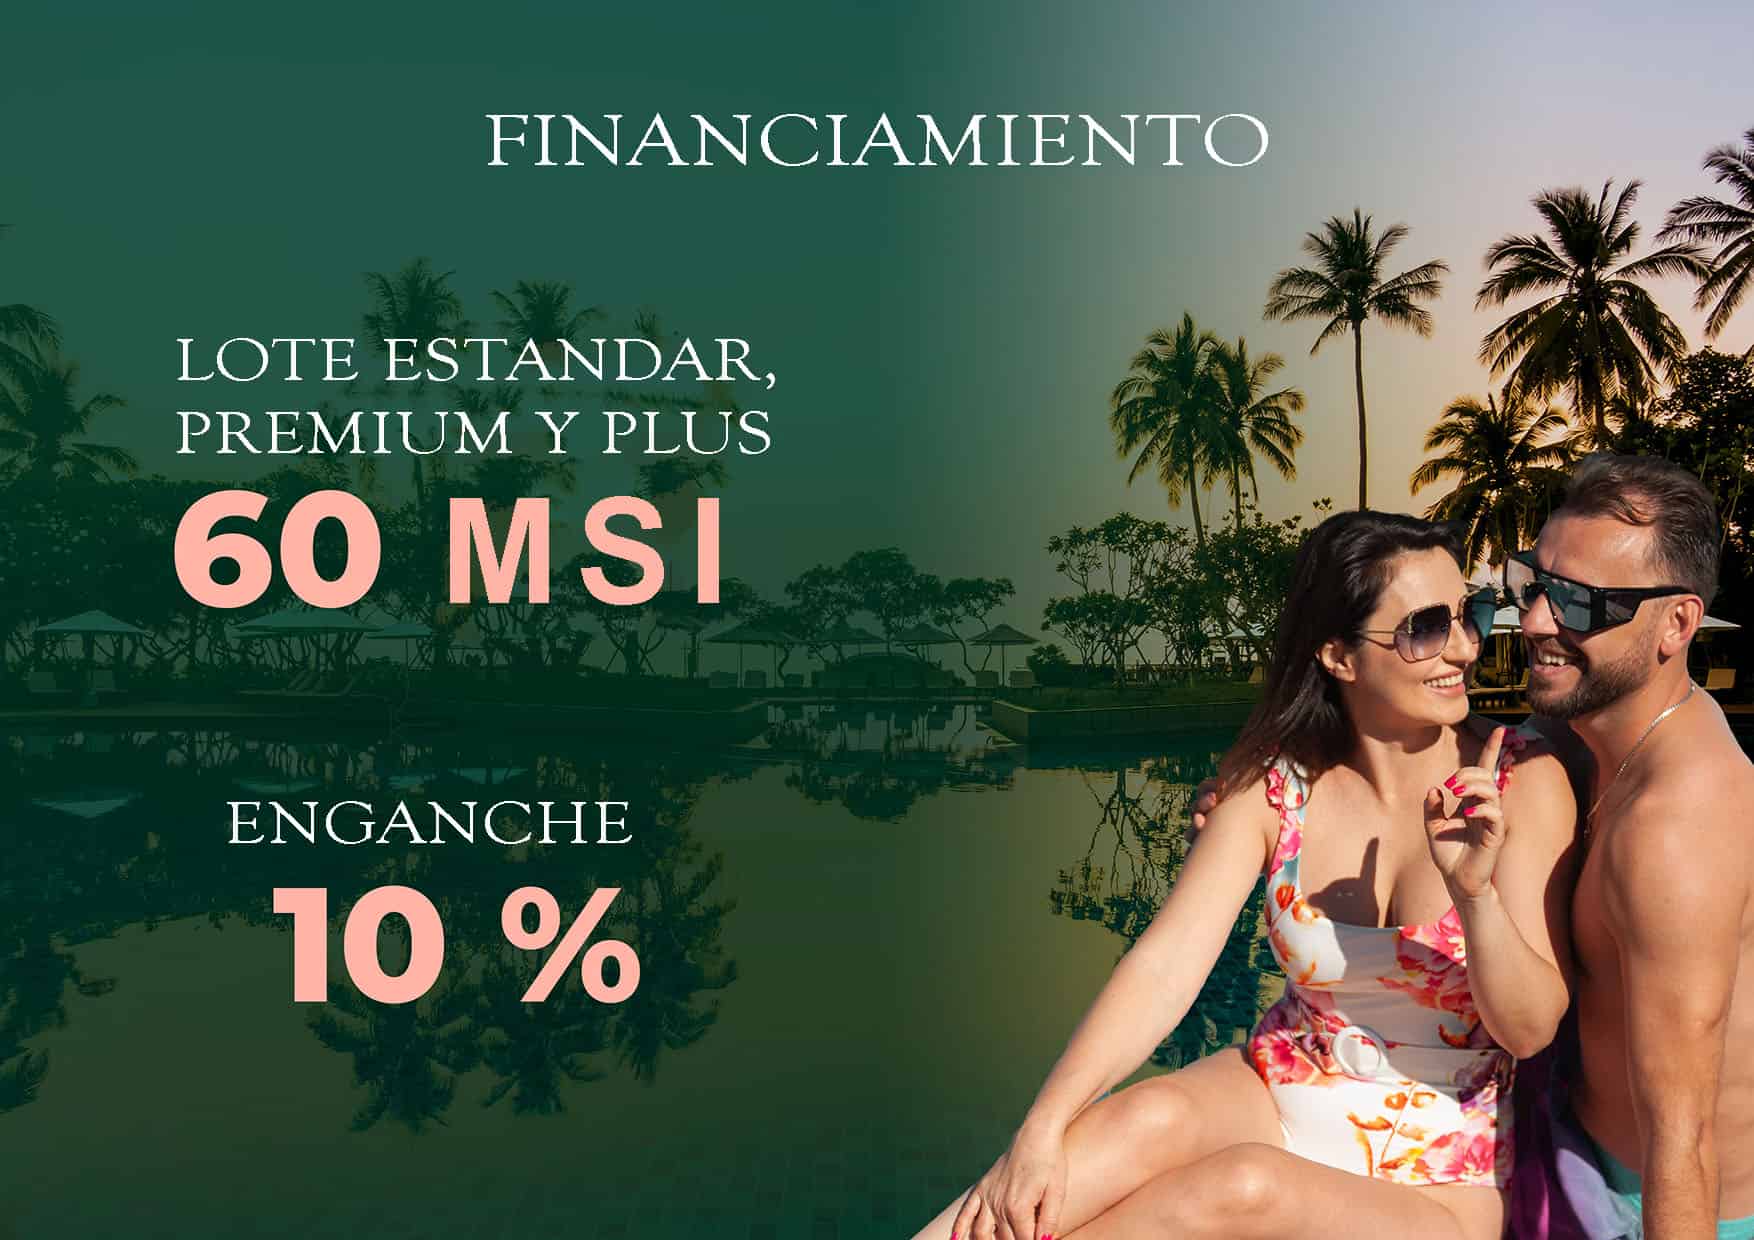 FINANCIAMIENTO
LOTE ESTANDAR,
PREMIUM Y PLUS
60 MSI
ENGANCHE
10 %